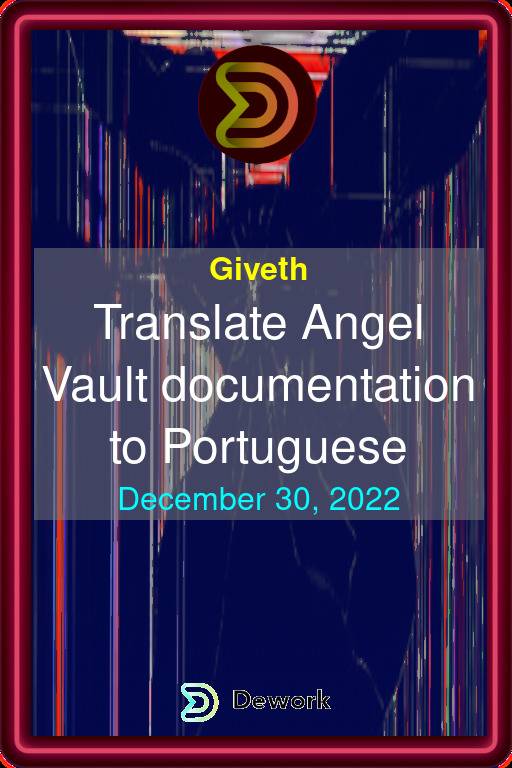 Giveth
Translate Angel
Vault documentation
to Portuguese
December 30, 2022
Dework